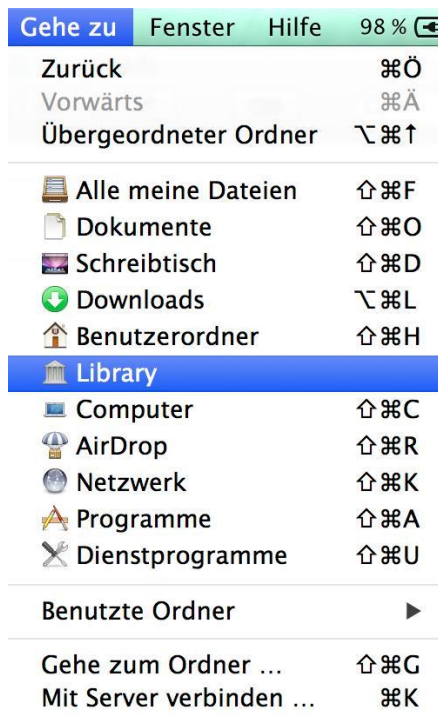 Gehe zu Fenster Hilfe 98 %
Zurück ⌘Ö
Vorwärts ⌘Ä
Übergeordneter Ordner ⌥⌘↑
Alle meine Dateien ⇧⌘F
Dokumente ⇧⌘O
Schreibtisch ⇧⌘D
Downloads ⌥⌘L
Benutzerordner ⇧⌘H
Library
Computer ⇧⌘C
AirDrop ⇧⌘R
Netzwerk ⇧⌘K
Programme ⇧⌘A
Dienstprogramme ⇧⌘U
Benutzte Ordner ▶
Gehe zum Ordner … ⇧⌘G
Mit Server verbinden … ⌘K